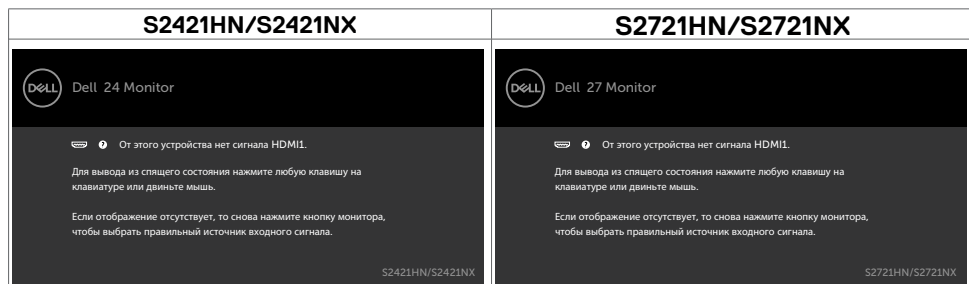 S2421HN/S2421NX
S2721HN/S2721NX
DELL
Dell 24 Monitor
От этого устройства нет сигнала HDMI1.
Для вывода из спящего состояния нажмите любую клавишу на
клавиатуре или двиньте мышь.
Если отображение отсутствует, то снова нажмите кнопку монитора,
чтобы выбрать правильный источник входного сигнала.
S2421HN/S2421NX
DELL
Dell 27 Monitor
От этого устройства нет сигнала HDMI1.
Для вывода из спящего состояния нажмите любую клавишу на
клавиатуре или двиньте мышь.
Если отображение отсутствует, то снова нажмите кнопку монитора,
чтобы выбрать правильный источник входного сигнала.
S2721HN/S2721NX